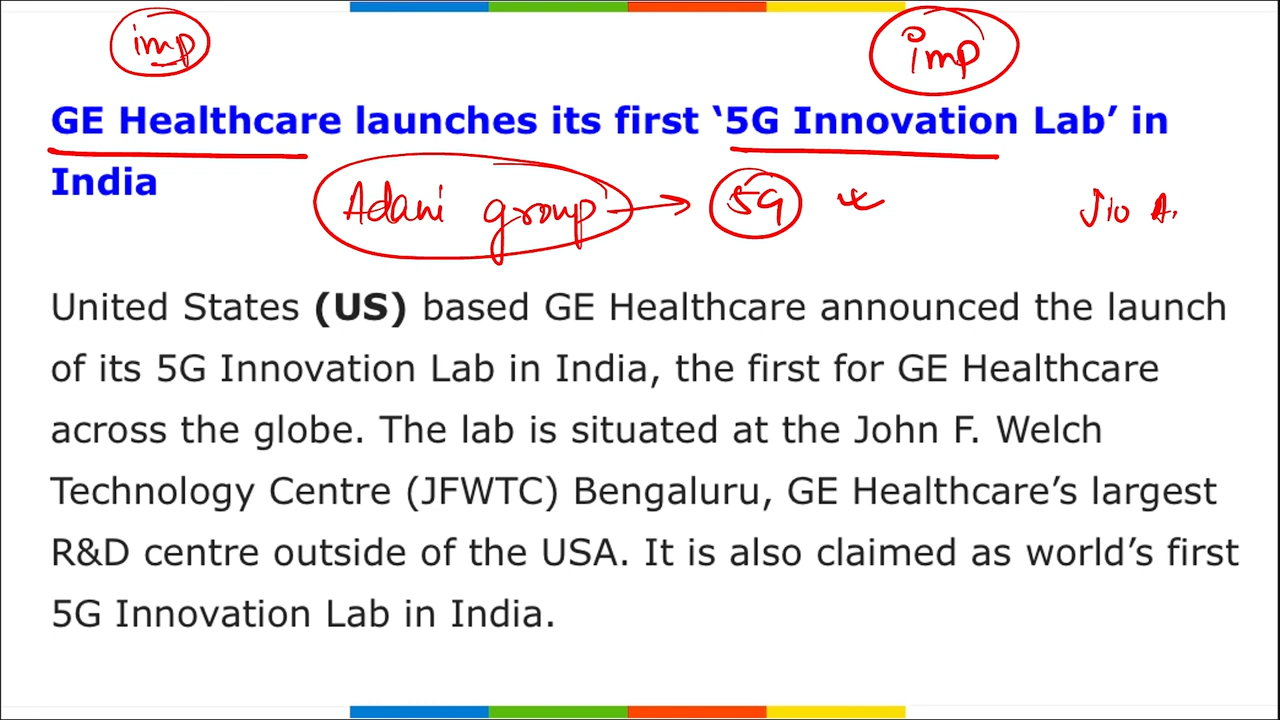 imp
imp
GE Healthcare launches its first ‘5G Innovation Lab’ in
India
Adani group → 5G
Jio A.
United States (US) based GE Healthcare announced the launch
of its 5G Innovation Lab in India, the first for GE Healthcare
across the globe. The lab is situated at the John F. Welch
Technology Centre (JFWTC) Bengaluru, GE Healthcare’s largest
R&D centre outside of the USA. It is also claimed as world’s first
5G Innovation Lab in India.